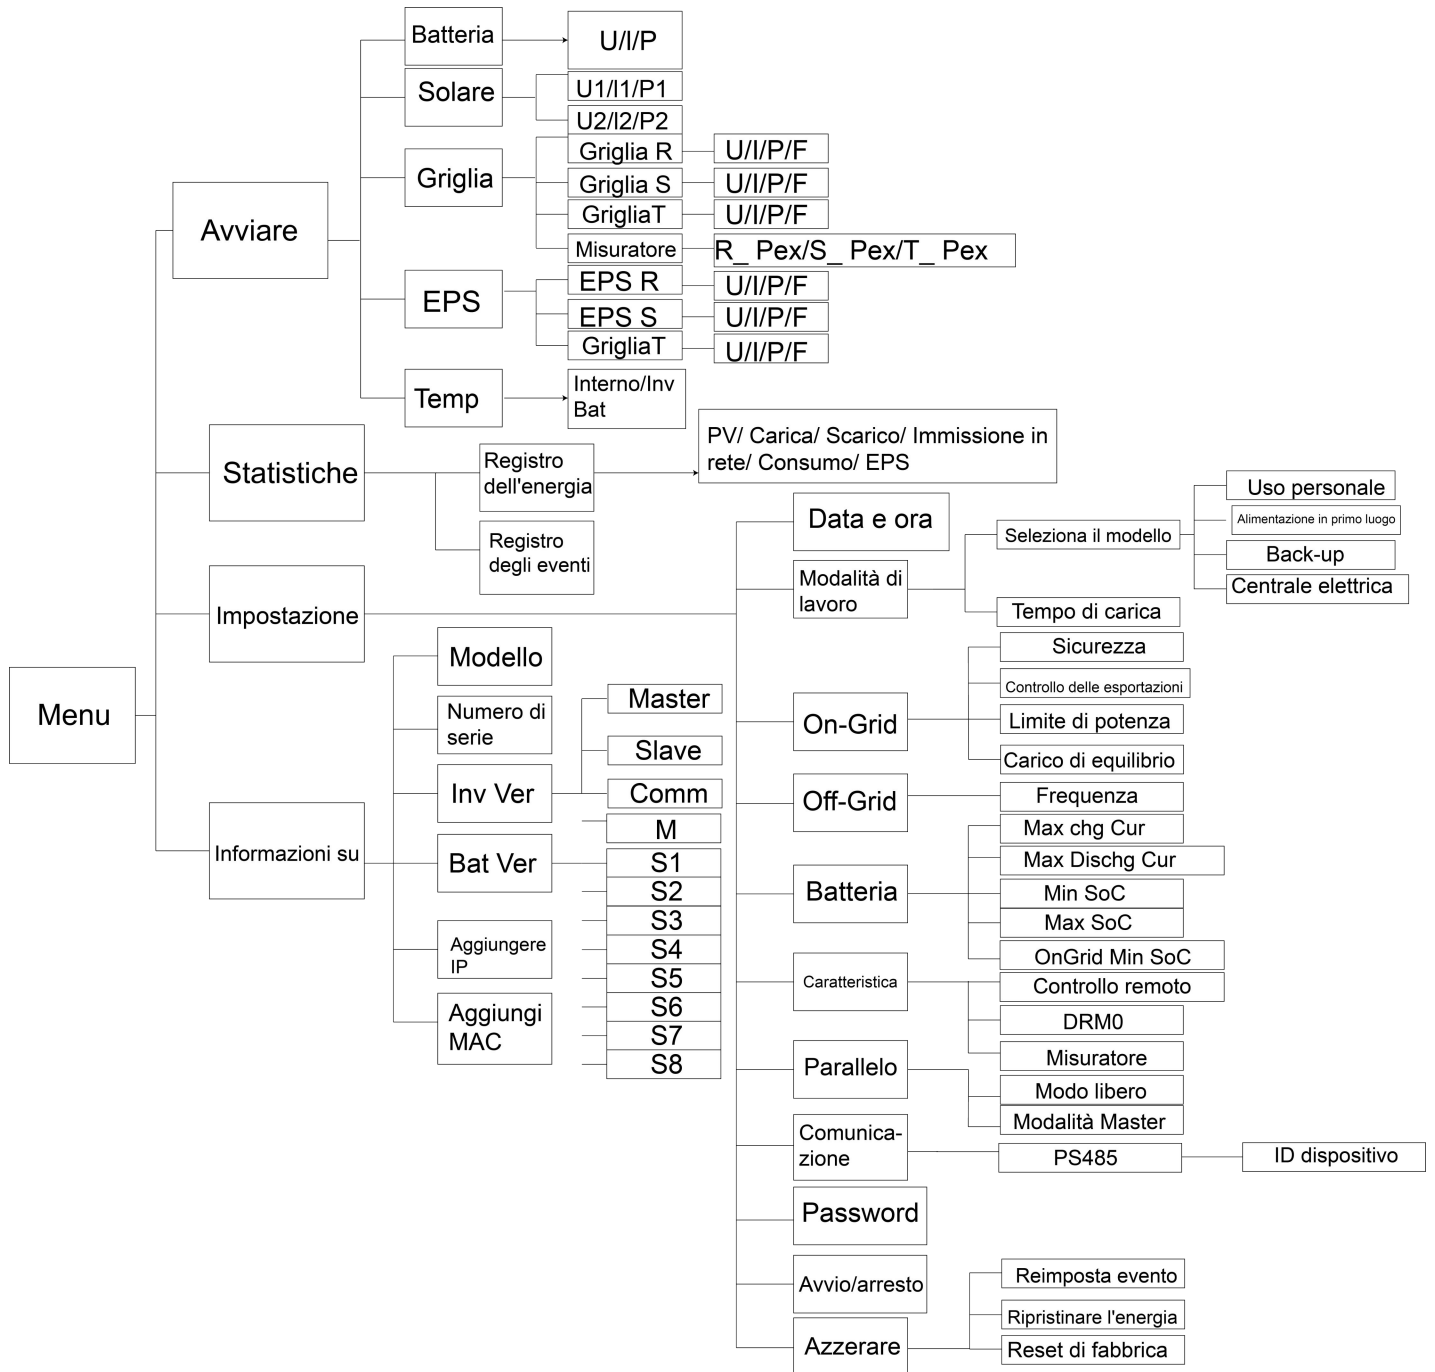 Menu
Avviare
Batteria
U/I/P
Solare
U1/I1/P1
U2/I2/P2
Griglia
Griglia R
U/I/P/F
Griglia S
U/I/P/F
GrigliaT
U/I/P/F
Misuratore
R_ Pex/S_ Pex/T_ Pex
EPS
EPS R
U/I/P/F
EPS S
U/I/P/F
GrigliaT
U/I/P/F
Temp
Interno/Inv
Bat
Statistiche
Registro
dell'energia
PV/ Carica/ Scarico/ Immissione in
rete/ Consumo/ EPS
Registro
degli eventi
Impostazione
Data e ora
Modalità di
lavoro
Seleziona il modello
Uso personale
Alimentazione in primo luogo
Back-up
Centrale elettrica
Tempo di carica
On-Grid
Sicurezza
Controllo delle esportazioni
Limite di potenza
Carico di equilibrio
Off-Grid
Frequenza
Batteria
Max chg Cur
Max Dischg Cur
Min SoC
Max SoC
OnGrid Min SoC
Caratteristica
Controllo remoto
DRM0
Misuratore
Parallelo
Modo libero
Modalità Master
Comunica-
zione
PS485
ID dispositivo
Password
Avvio/arresto
Azzerare
Reimposta evento
Ripristinare l'energia
Reset di fabbrica
Informazioni su
Modello
Numero di
serie
Inv Ver
Master
Slave
Comm
Bat Ver
M
S1
S2
S3
S4
S5
S6
S7
S8
Aggiungere
IP
Aggiungi
MAC